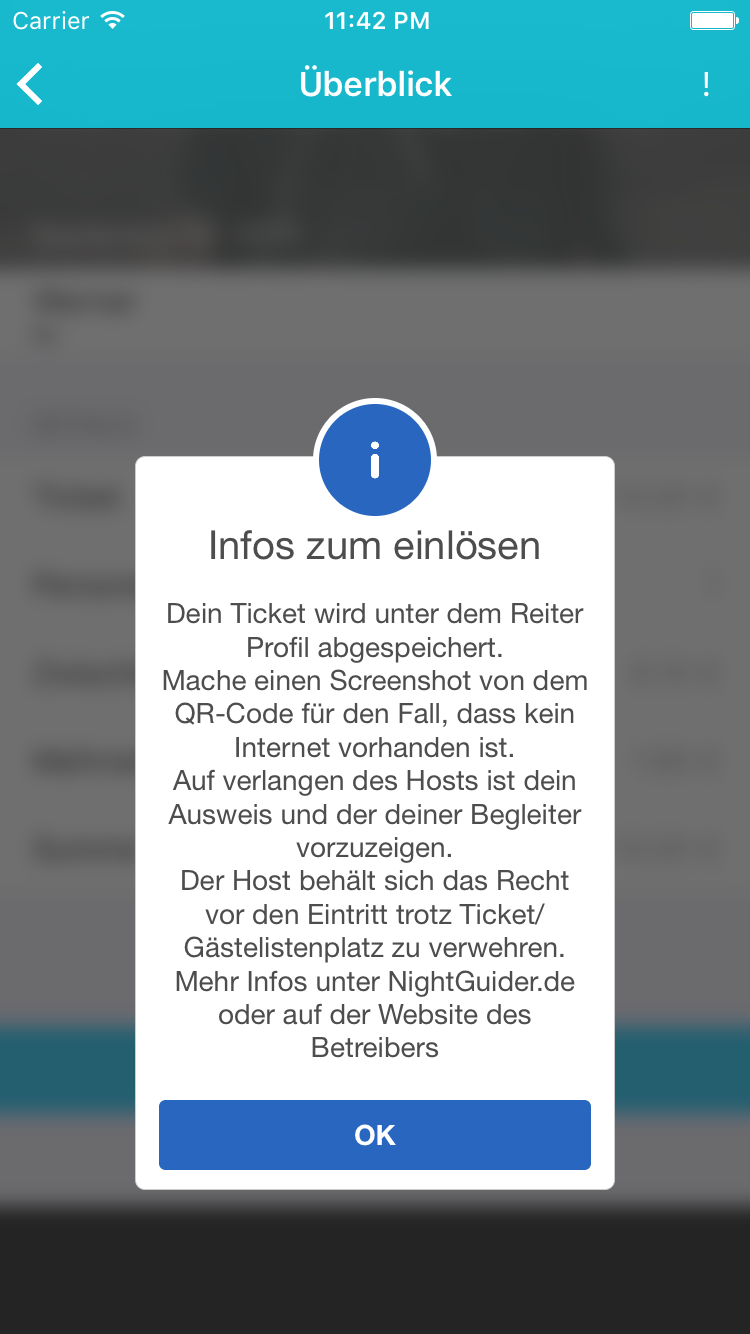 Carrier
11:42 PM
Überblick
!
Infos zum einlösen
Dein Ticket wird unter dem Reiter
Profil abgespeichert.
Mache einen Screenshot von dem
QR-Code für den Fall, dass kein
Internet vorhanden ist.
Auf verlangen des Hosts ist dein
Ausweis und der deiner Begleiter
vorzuzeigen.
Der Host behält sich das Recht
vor den Eintritt trotz Ticket/
Gästelistenplatz zu verwehren.
Mehr Infos unter NightGuider.de
oder auf der Website des
Betreibers
OK